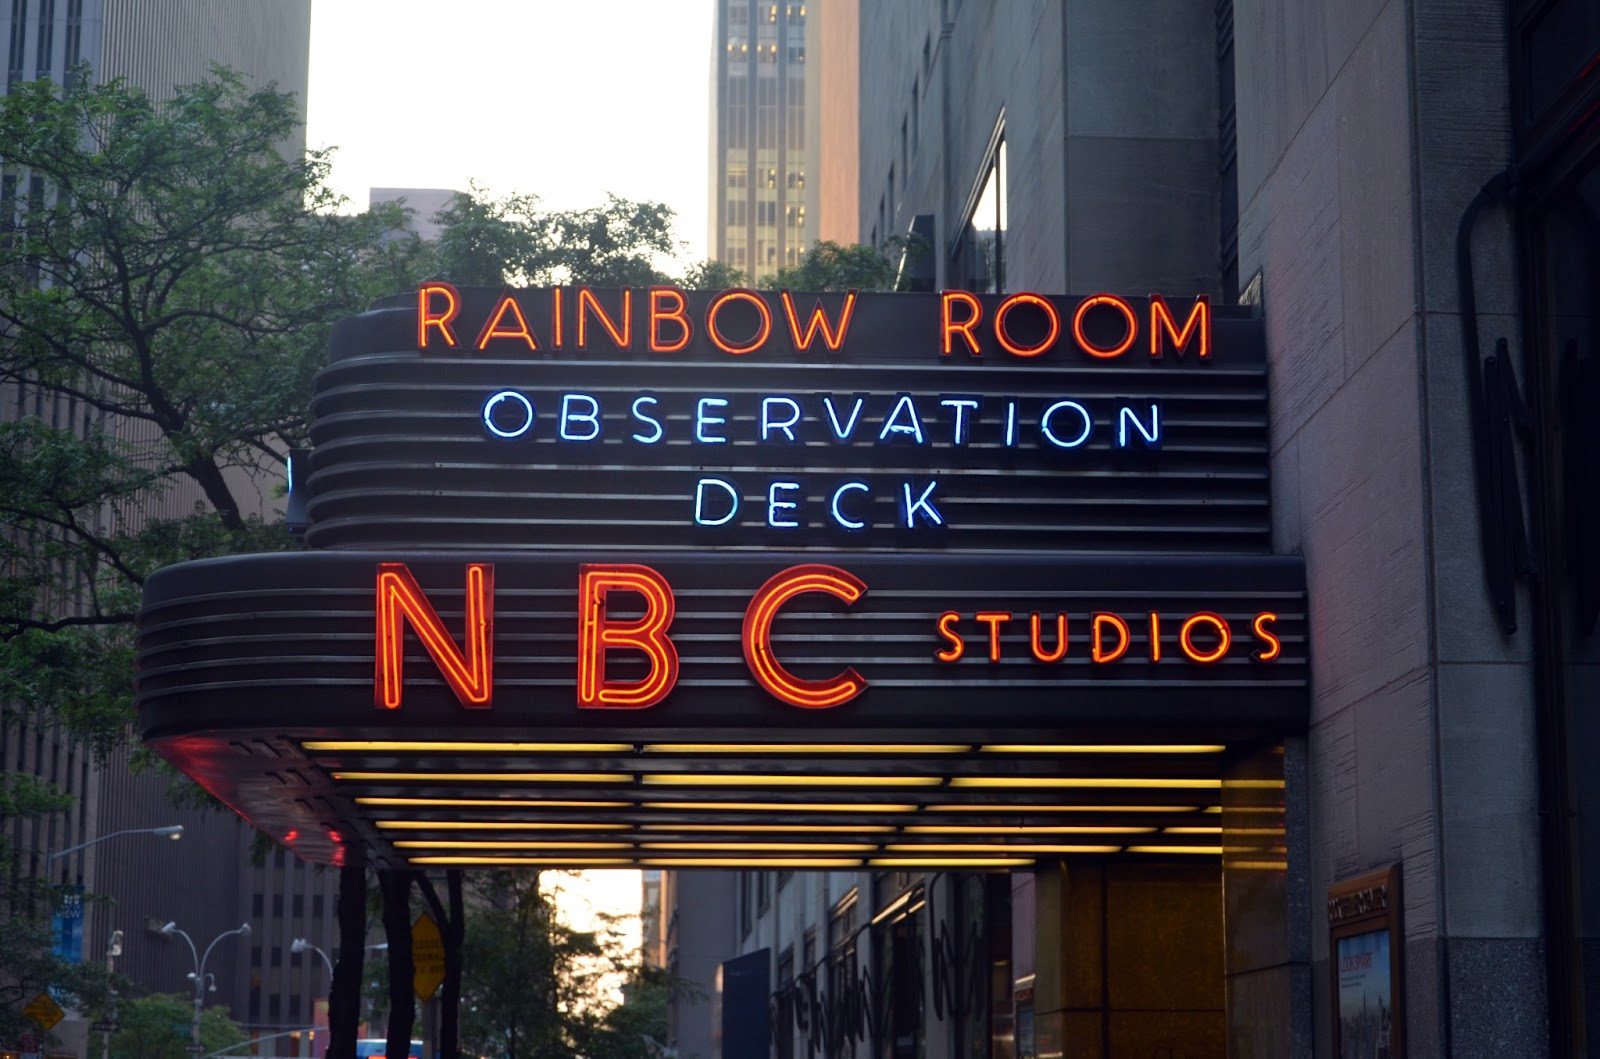 RAINBOW ROOM
OBSERVATION
DECK
NBC STUDIOS